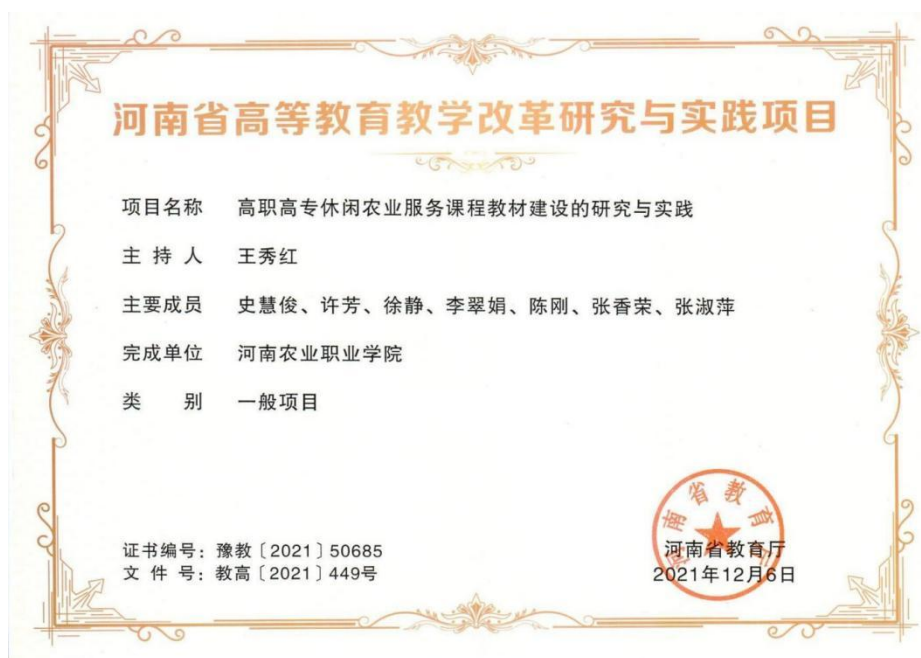 河南省高等教育教学改革研究与实践项目
项目名称 高职高专休闲农业服务课程教材建设的研究与实践
主持人 王秀红
主要成员 史慧俊、许芳、徐静、李翠娟、陈刚、张香荣、张淑萍
完成单位 河南农业职业学院
类别 一般项目
河南省教育厅
证书编号：豫教〔2021〕50685
河南省教育厅
文件号：教高〔2021〕449号
2021年12月6日